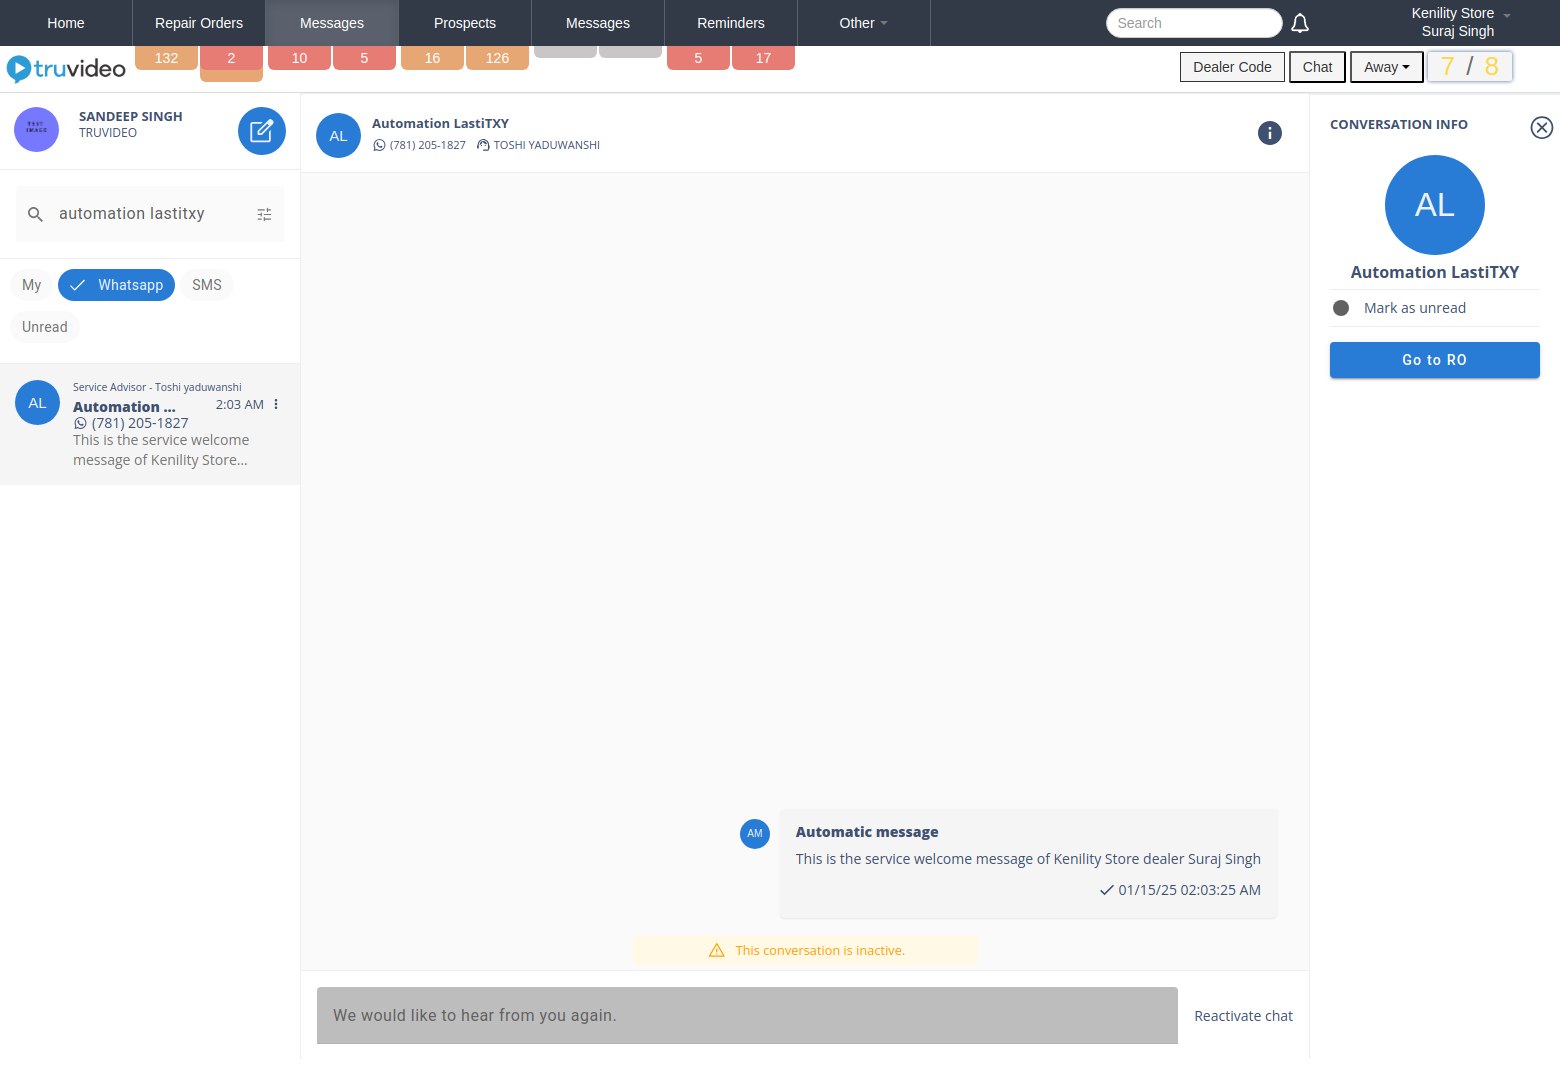 Home
Repair Orders
Messages
Prospects
Messages
Reminders
Other
Search
Kenility Store
Suraj Singh
truvideo
132
2
10
5
16
126
5
17
Dealer Code
Chat
Away
7 / 8
SANDEEP SINGH
TRUVIDEO
automation lastitxy
My
Whatsapp
SMS
Unread
AL
Service Advisor - Toshi yaduwanshi
Automation ...
2:03 AM
(781) 205-1827
This is the service welcome
message of Kenility Store...
AL
Automation LastiTXY
(781) 205-1827
TOSHI YADUWANSHI
AM
Automatic message
This is the service welcome message of Kenility Store dealer Suraj Singh
01/15/25 02:03:25 AM
This conversation is inactive.
We would like to hear from you again.
Reactivate chat
CONVERSATION INFO
AL
Automation LastiTXY
Mark as unread
Go to RO